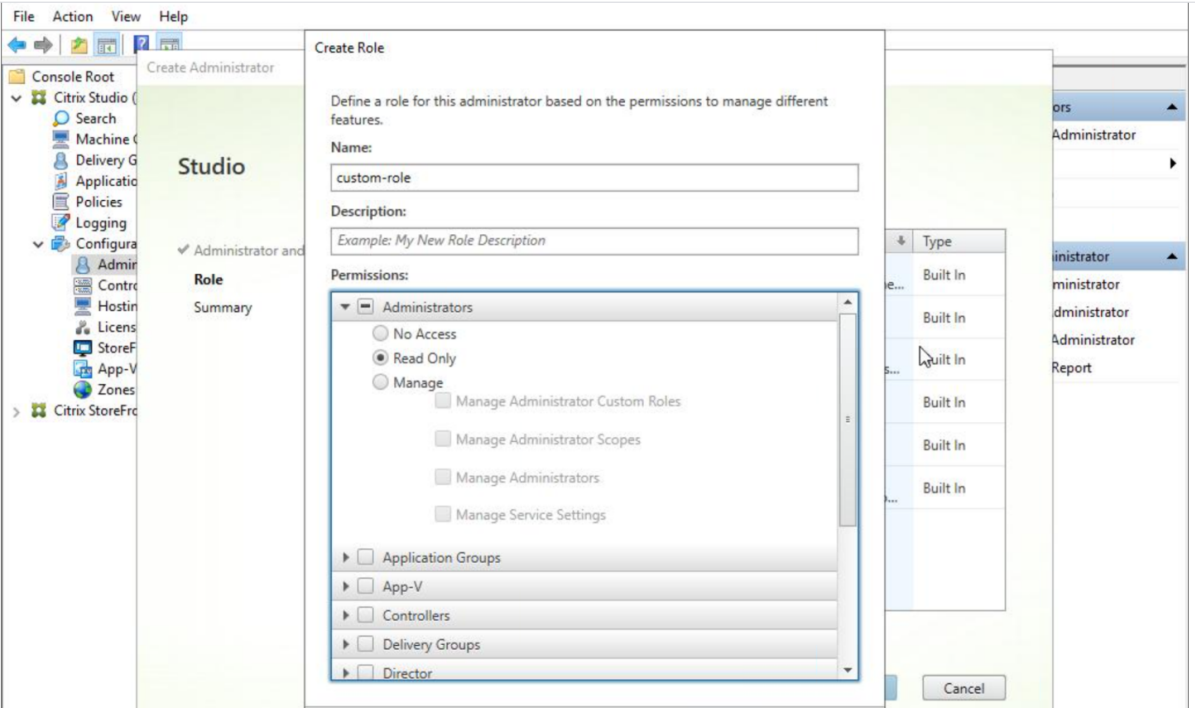 File Action View Help
Create Role
Create Administrator
Console Root
Citrix Studio (
Search
Machine
Delivery G
Applicatio
Policies
Logging
Configura
Admir
Contro
Hostin
Licens
StoreF
App-V
Zones
Citrix StoreFro
Studio
Administrator and
Role
Summary
Define a role for this administrator based on the permissions to manage different
features.
Name:
custom-role
Description:
Example: My New Role Description
Permissions:
Administrators
No Access
Read Only
Manage
Manage Administrator Custom Roles
Manage Administrator Scopes
Manage Administrators
Manage Service Settings
Application Groups
App-V
Controllers
Delivery Groups
Director
Type
e... Built In
Built In
s... Built In
Built In
Built In
Built In
Cancel
ors
Administrator
inistrator
ministrator
dministrator
Administrator
Report